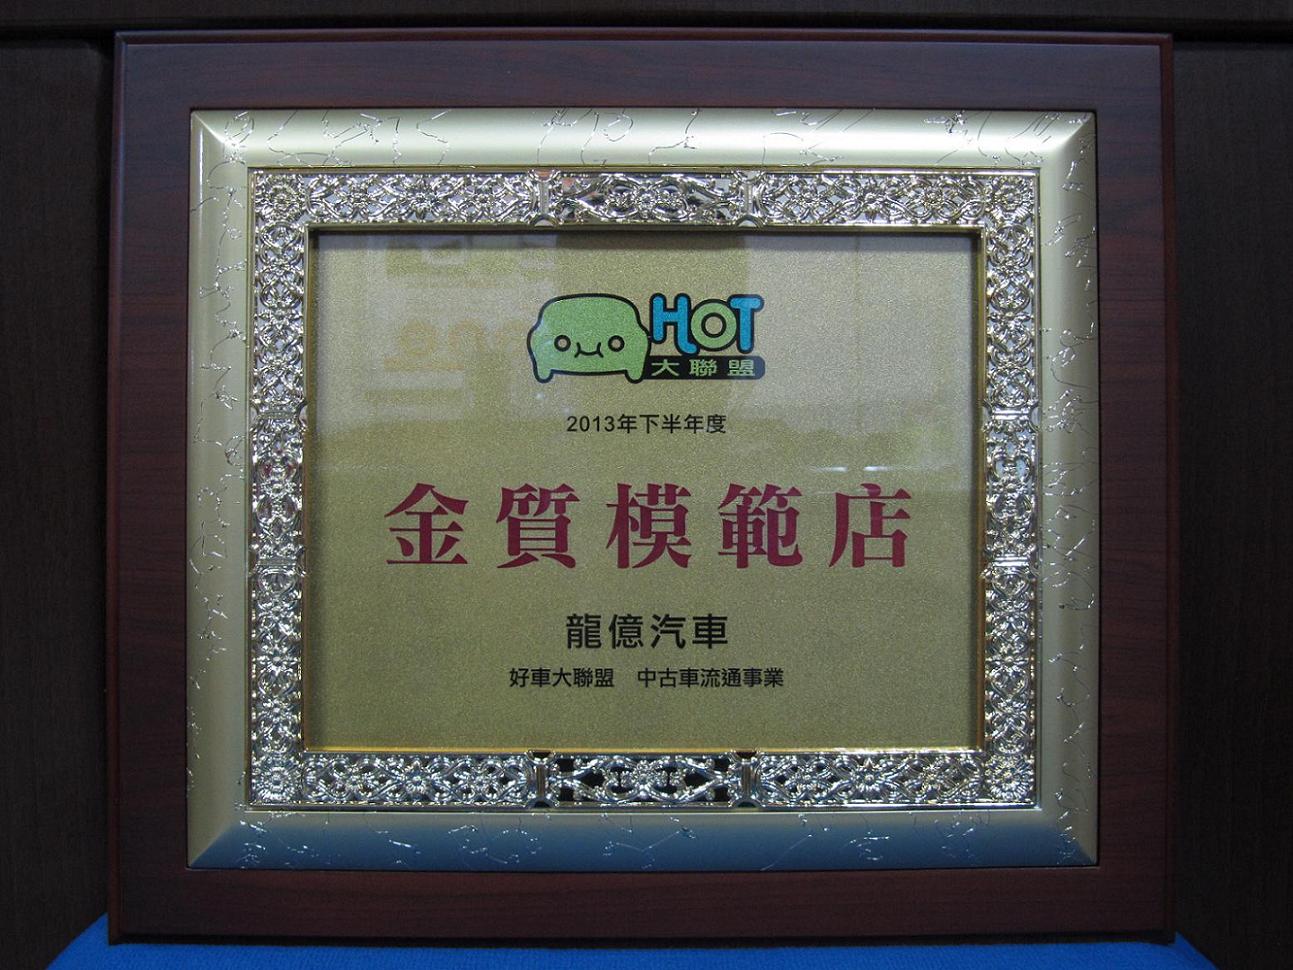 HOT
大聯盟
2013年下半年度
金質模範店
龍億汽車
好車大聯盟 中古車流通事業